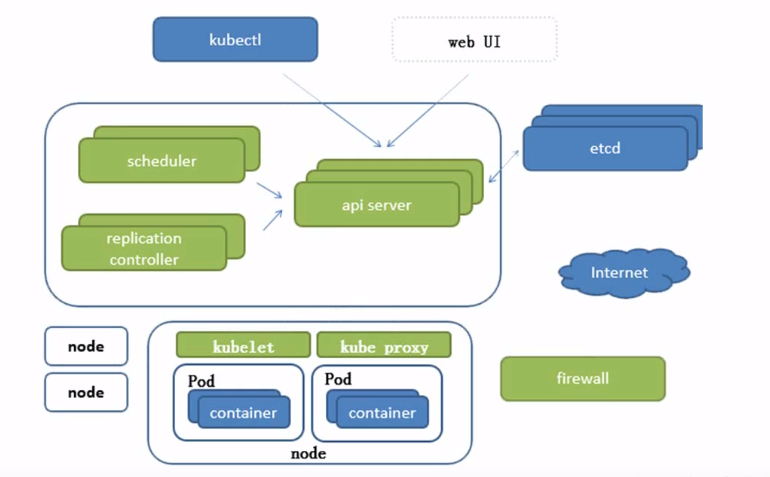 kubectl
web UI
scheduler
etcd
api server
replication
controller
Internet
node
node
kubelet
kube proxy
Pod
container
Pod
container
node
firewall